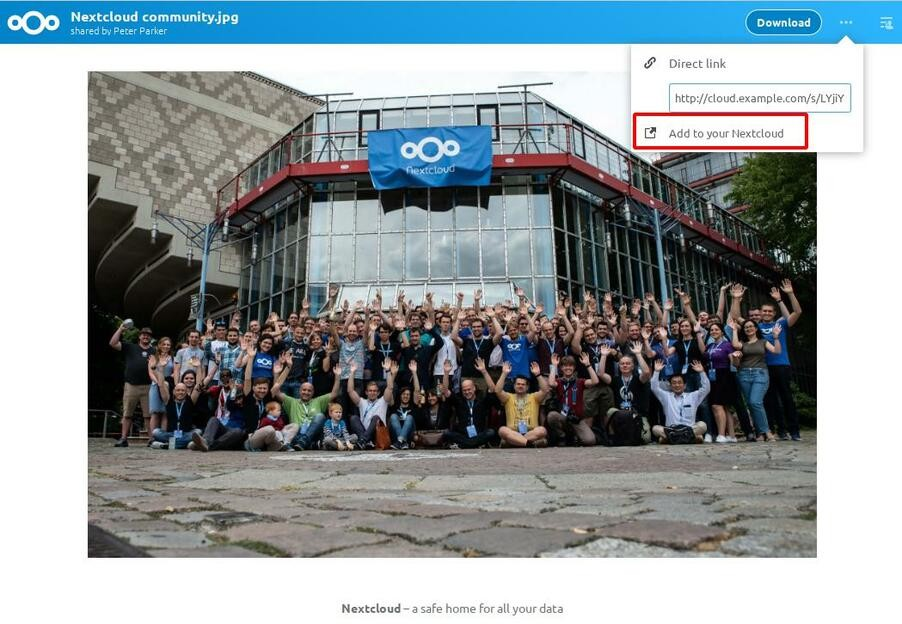 Nextcloud community.jpg
shared by Peter Parker
Download
Direct link
http://cloud.example.com/s/LYjiY
Add to your Nextcloud
Nextcloud
Nextcloud – a safe home for all your data